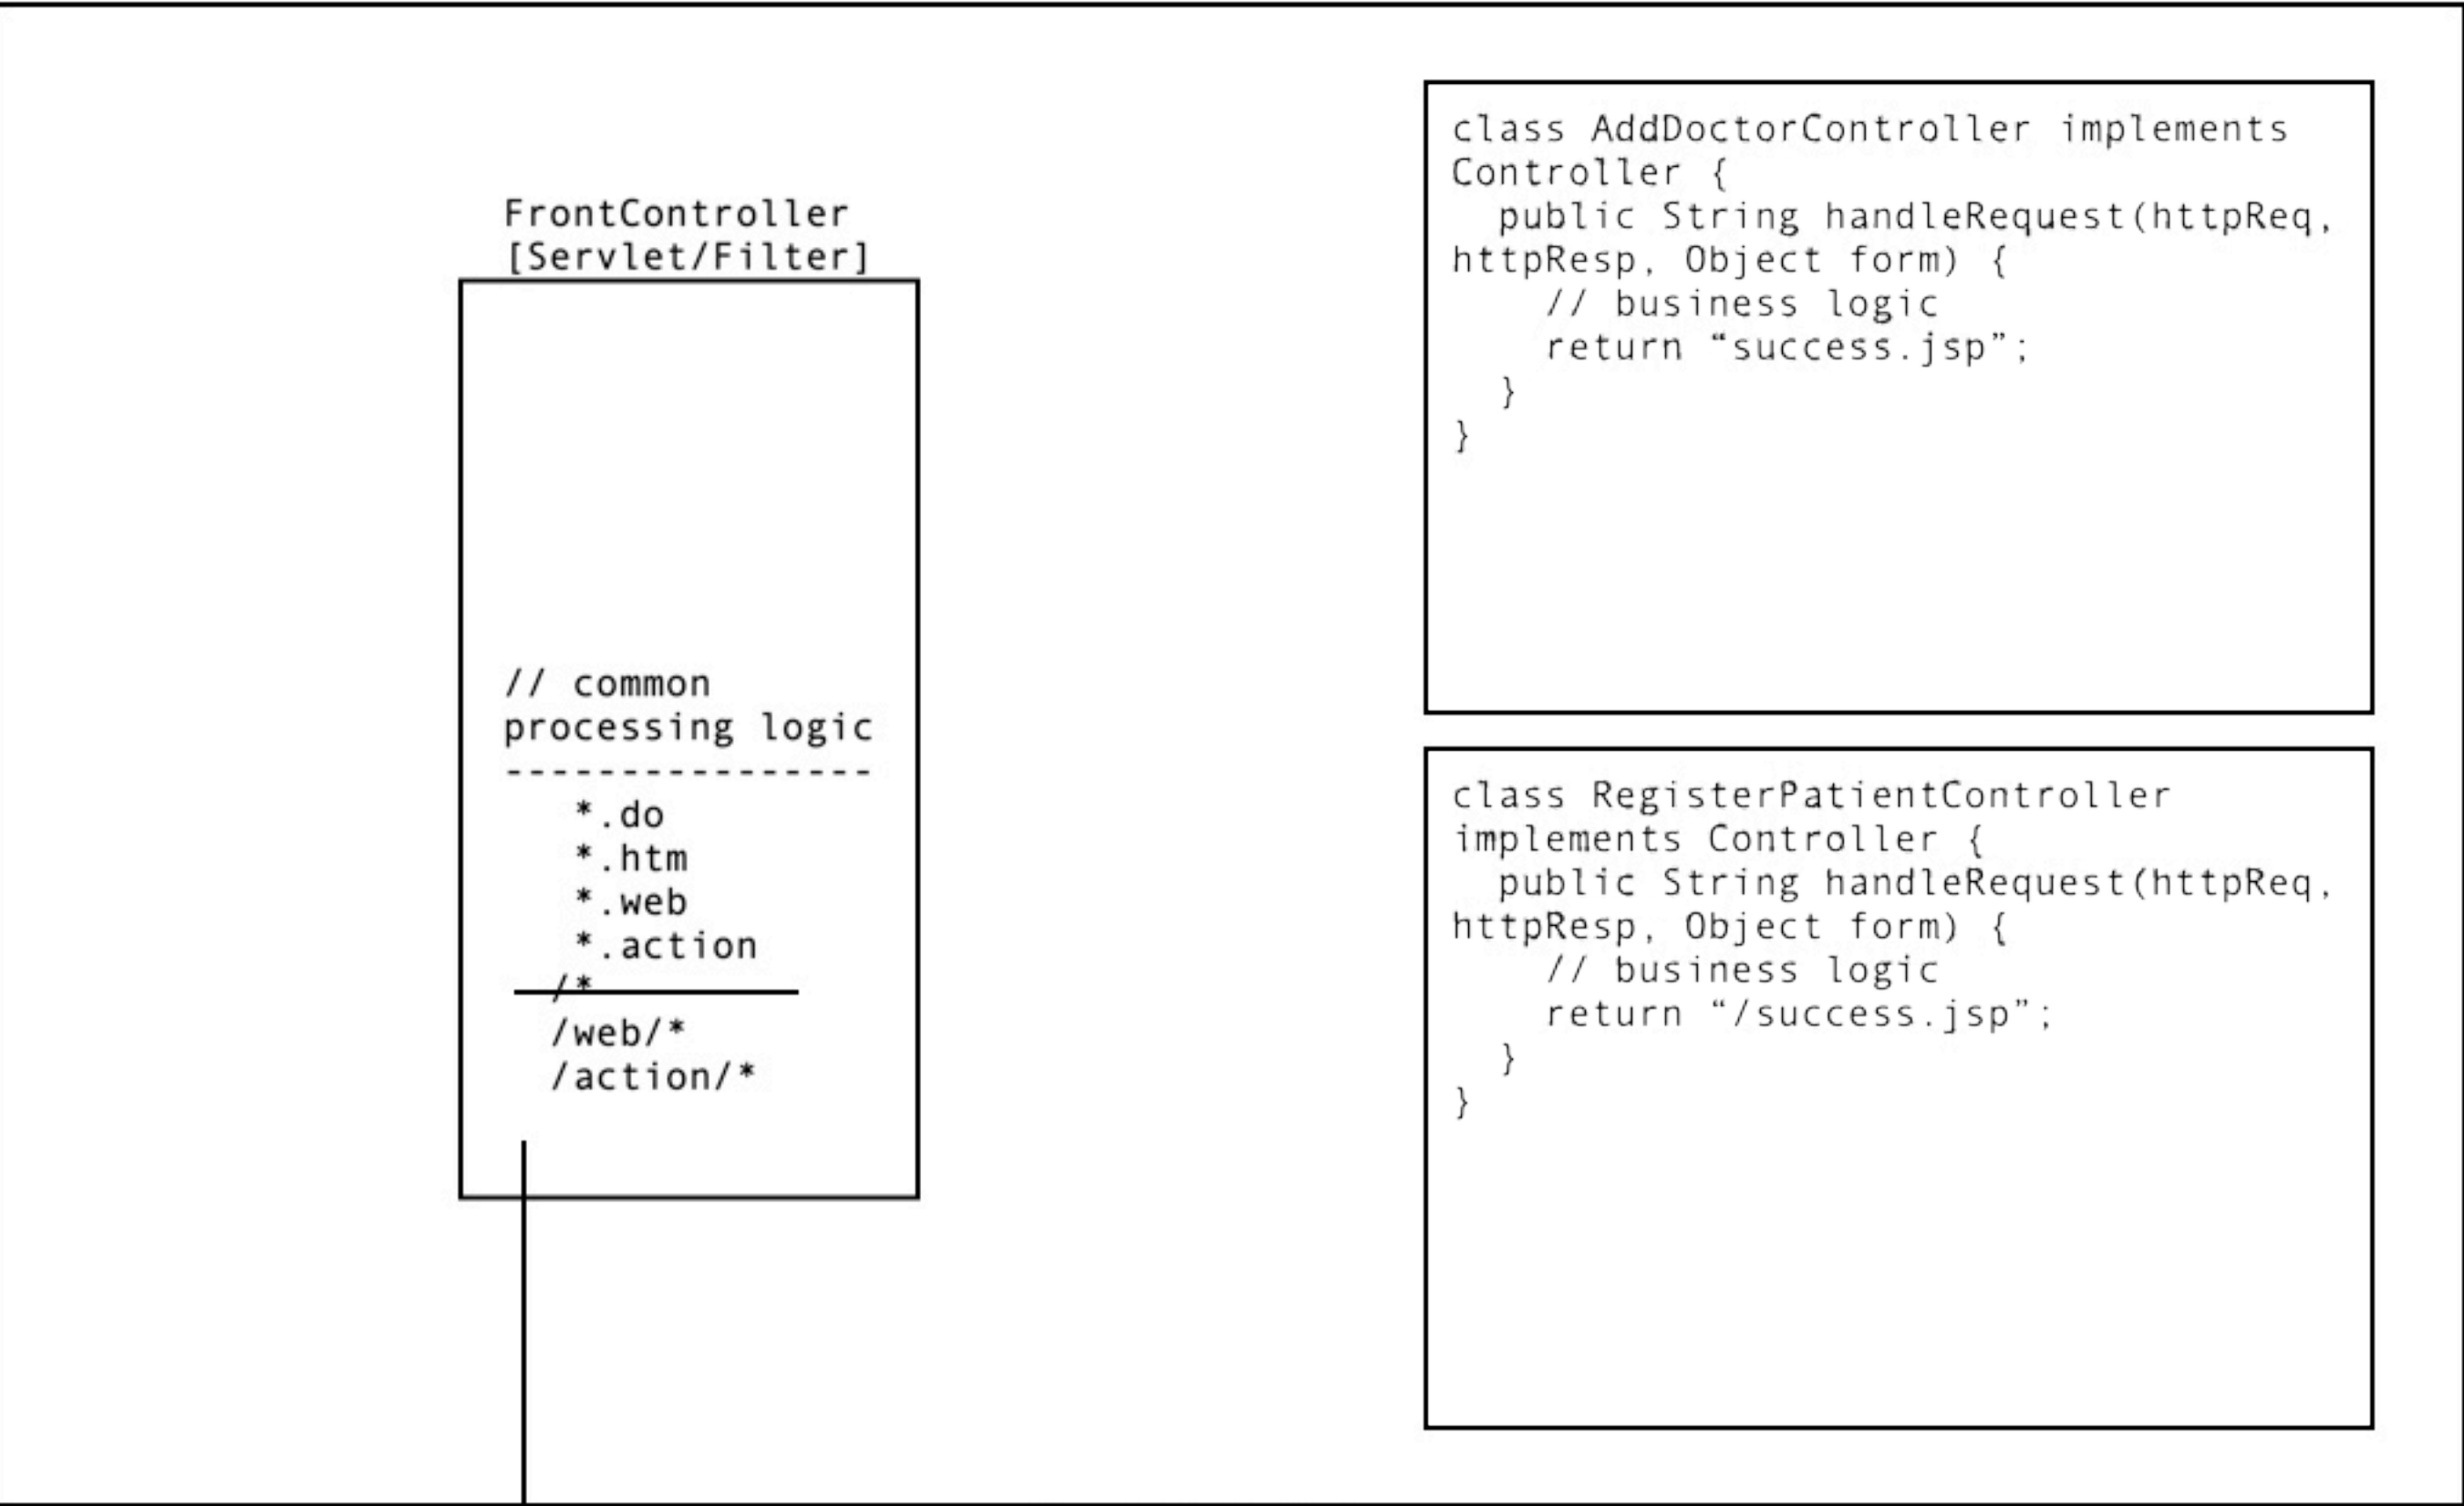 FrontController
[Servlet/Filter]
// common
processing logic
----------------
*.do
*.htm
*.web
*.action
/*
/web/*
/action/*
class AddDoctorController implements
Controller {
public String handleRequest(httpReq,
httpResp, Object form) {
// business logic
return “success.jsp”;
}
}
class RegisterPatientController
implements Controller {
public String handleRequest(httpReq,
httpResp, Object form) {
// business logic
return “/success.jsp”;
}
}